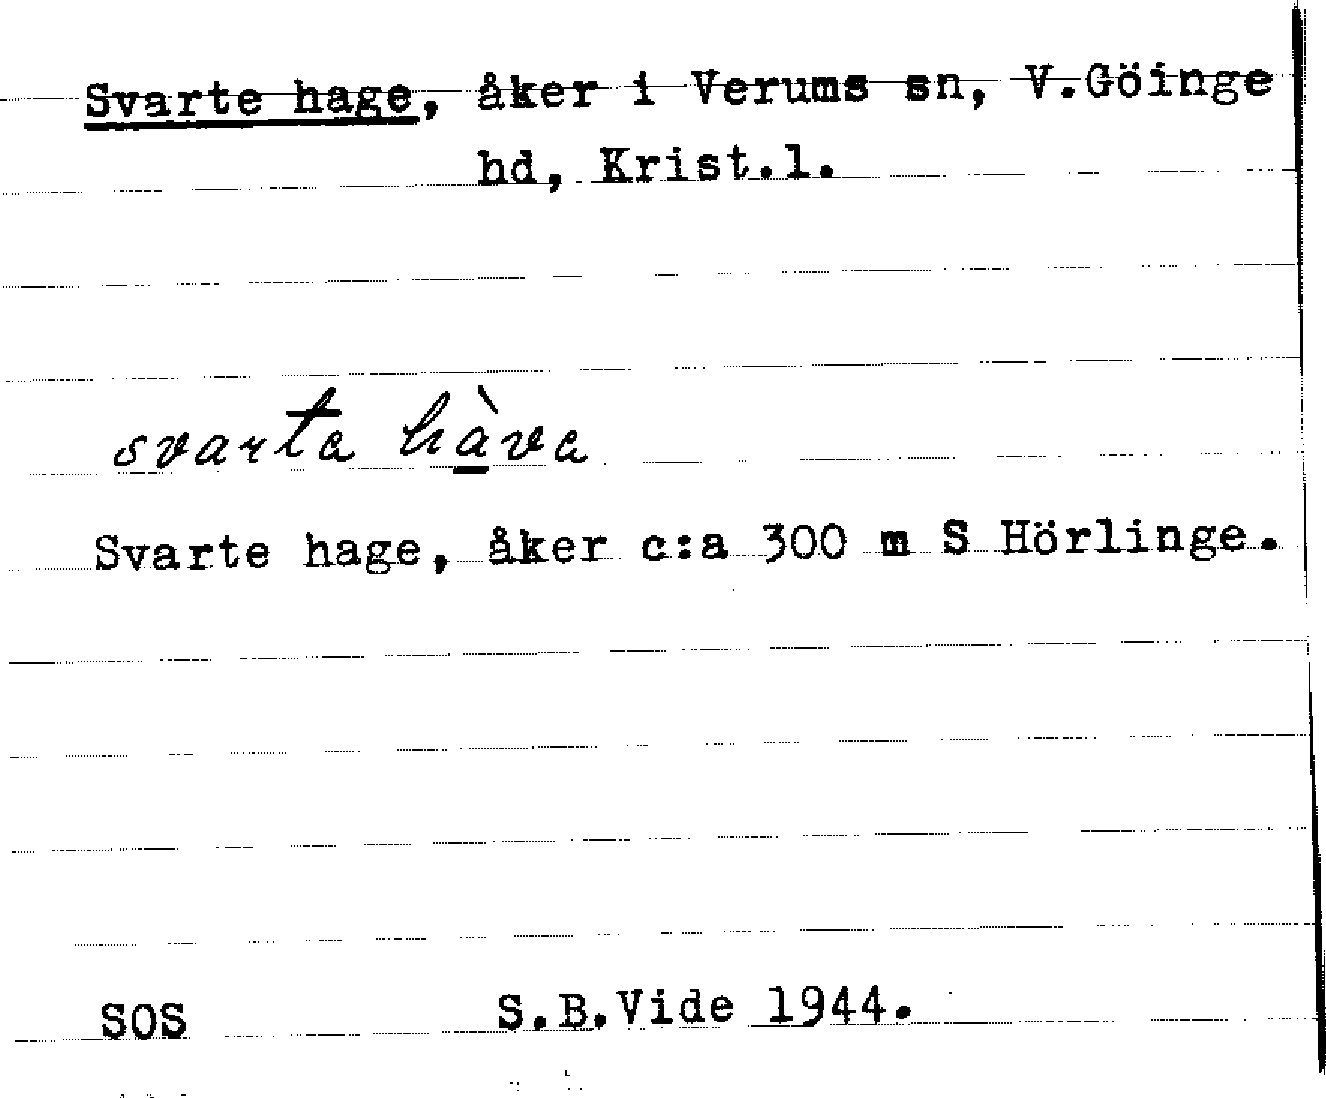 Svarte hage, åker i Verums sn, V.Göinge
hd, Krist.l.
svarta hàva
Svarte hage, åker c:a 300 m S Hörlinge.
SOS S.B.Vide 1944.